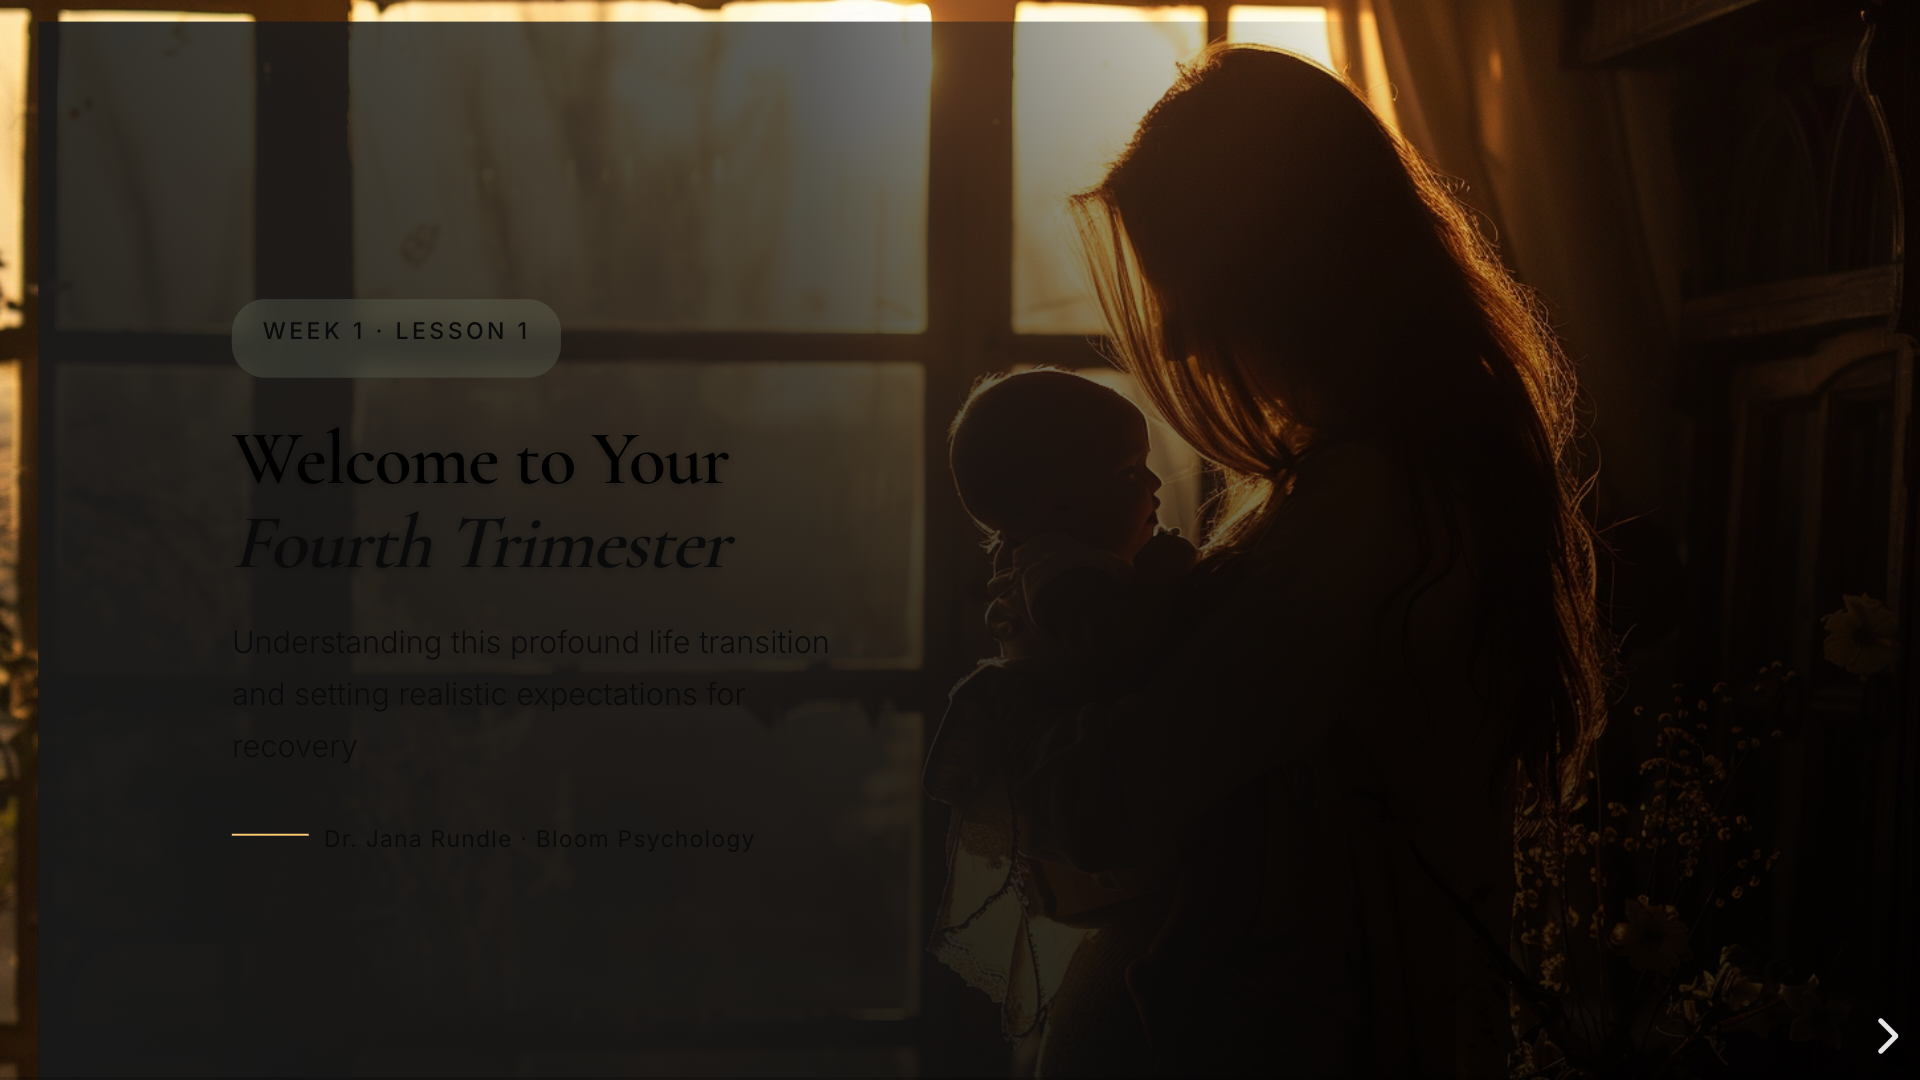 WEEK 1 · LESSON 1
Welcome to Your
Fourth Trimester
Understanding this profound life transition
and setting realistic expectations for
recovery
Dr. Jana Rundle · Bloom Psychology